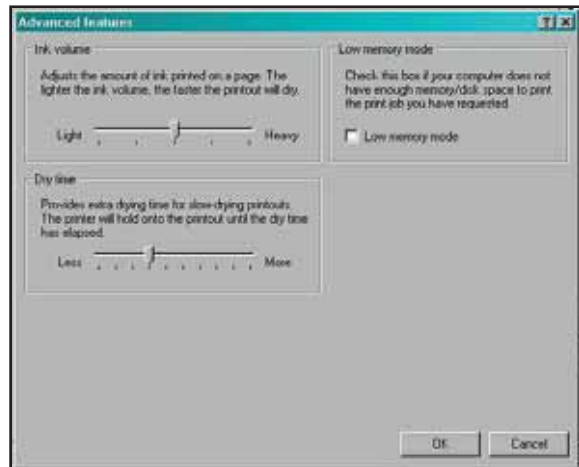 Advanced features
Ink volume
Adjusts the amount of ink printed on a page. The
lighter the ink volume, the faster the printout will dry.
Light
Heavy
Low memory mode
Check this box if your computer does not
have enough memory/disk space to print
the print job you have requested
Low memory mode
Dry time
Provides extra drying time for slow-drying printouts.
The printer will hold onto the printout until the dry time
has elapsed.
Less
More
OK
Cancel